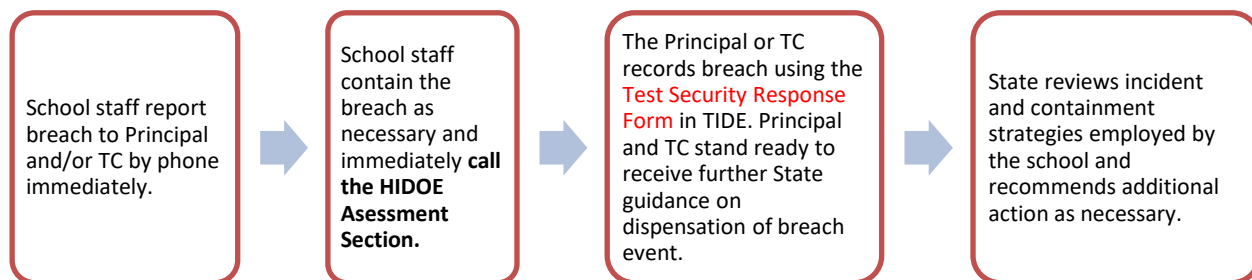 School staff report
breach to Principal
and/or TC by phone
immediately.
School staff
contain the
breach as
necessary and
immediately call
the HIDOE
Asessment
Section.
The Principal or TC
records breach using the
Test Security Response
Form in TIDE. Principal
and TC stand ready to
receive further State
guidance on
dispensation of breach
event.
State reviews incident
and containment
strategies employed by
the school and
recommends additional
action as necessary.